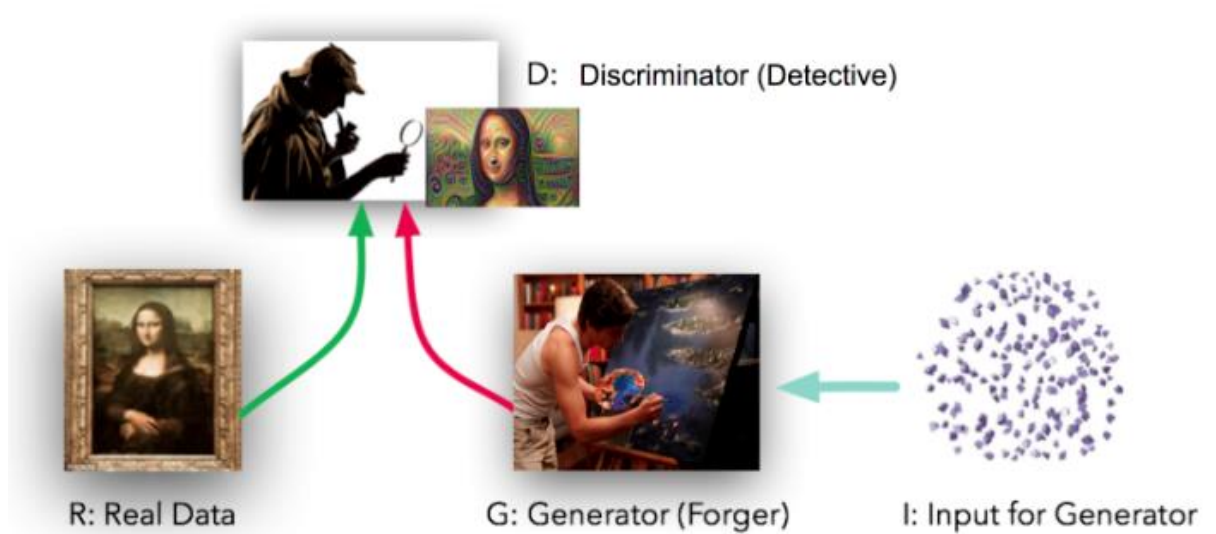 D: Discriminator (Detective)
R: Real Data
G: Generator (Forger)
I: Input for Generator